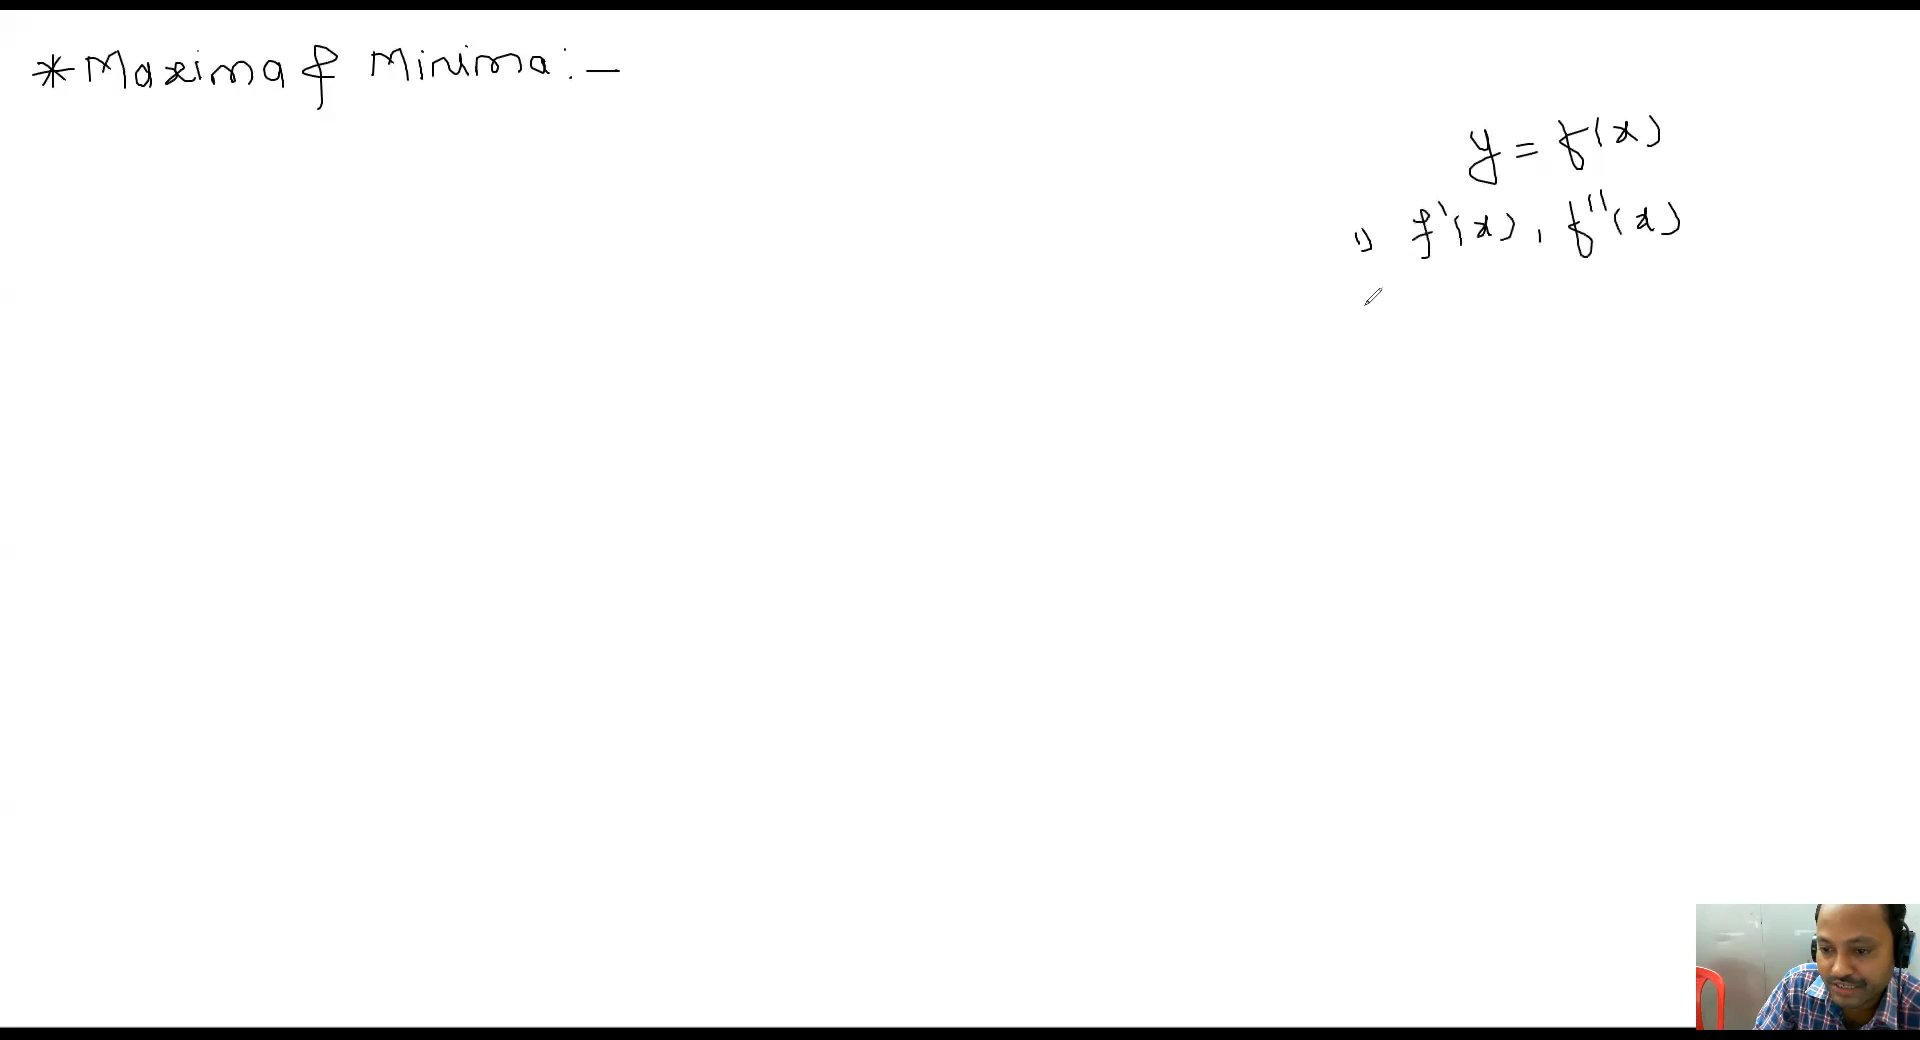 *Maxima & Minima:-
y = f(x)
1) f'(x), f''(x)